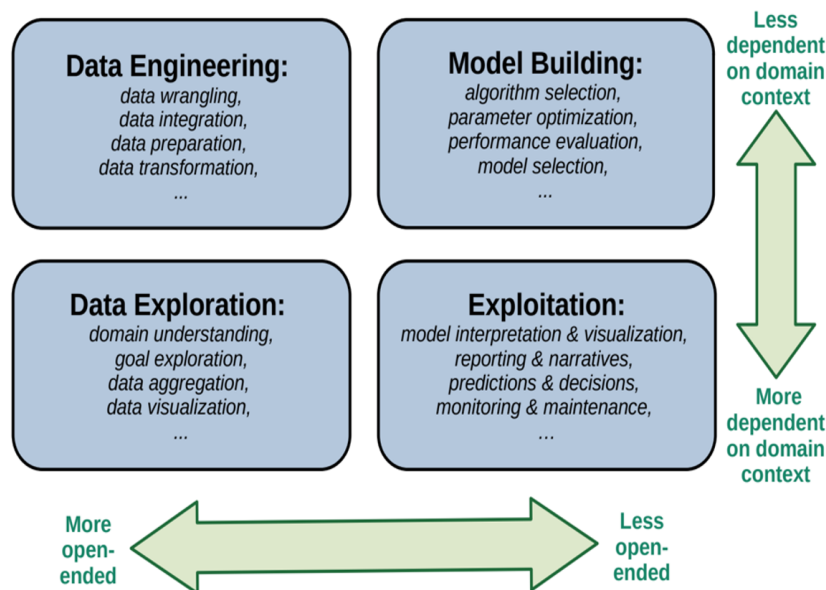 Data Engineering:
data wrangling,
data integration,
data preparation,
data transformation,
...
Model Building:
algorithm selection,
parameter optimization,
performance evaluation,
model selection,
...
Less
dependent
on domain
context
Data Exploration:
domain understanding,
goal exploration,
data aggregation,
data visualization,
...
Exploitation:
model interpretation & visualization,
reporting & narratives,
predictions & decisions,
monitoring & maintenance,
...
More
dependent
on domain
context
More
open-
ended
Less
open-
ended